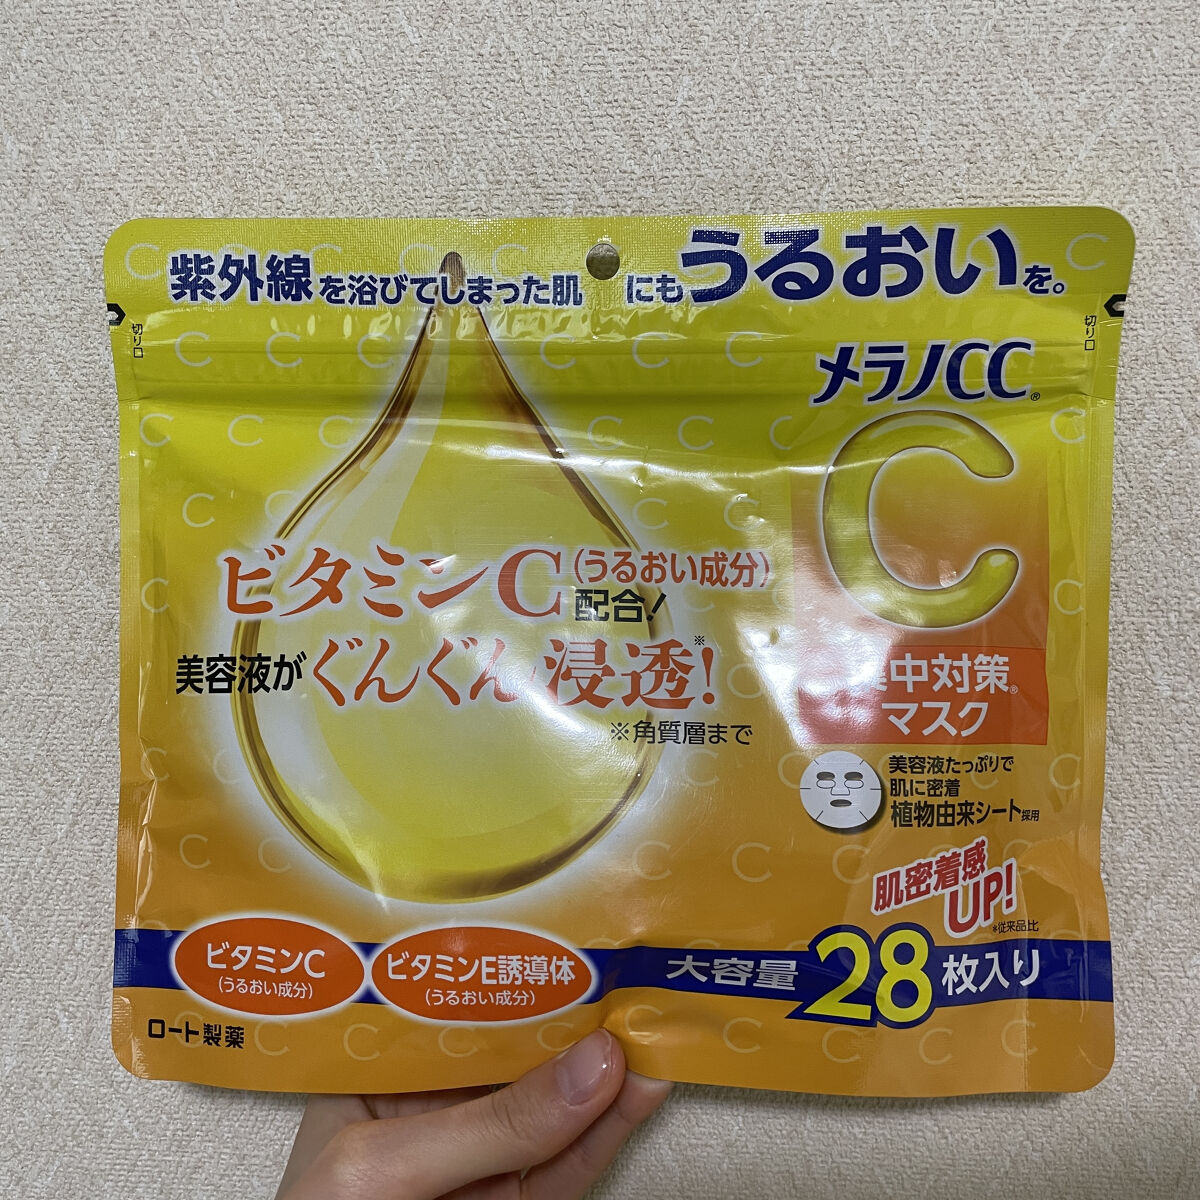 紫外線を浴びてしまった肌にもうるおいを。
切り口
切り口
メラノCC®
C
ビタミンC(うるおい成分)
配合!
美容液がぐんぐん浸透!※
※角質層まで
中対策®
マスク
美容液たっぷりで
肌に密着
植物由来シート採用
肌密着感
UP!
*従来品比
ビタミンC
(うるおい成分)
ビタミンE誘導体
(うるおい成分)
大容量28枚入り
ロート製薬